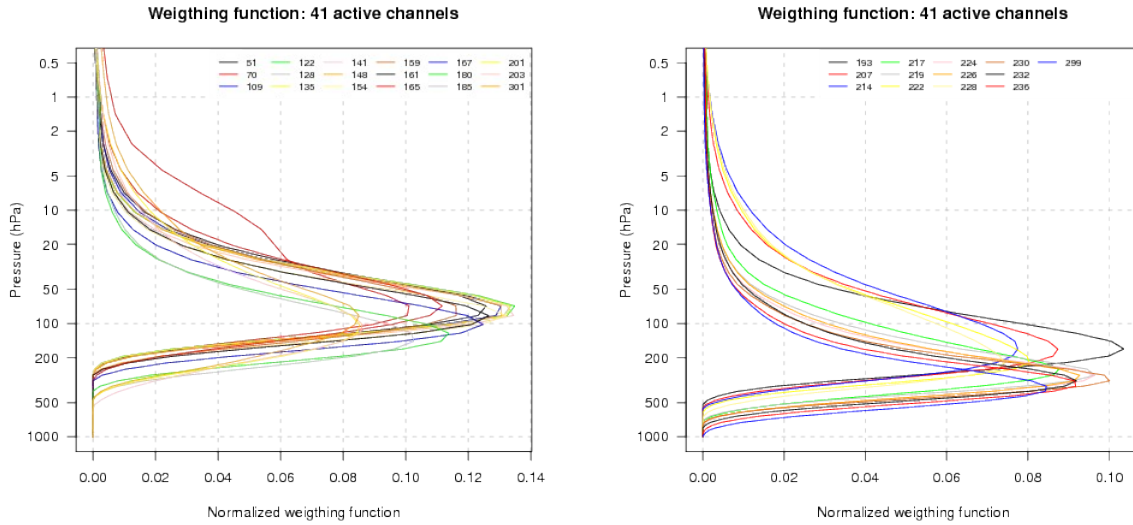 Weigthing function: 41 active channels
51 122 141 159 167 201
70 128 148 161 180 203
109 135 154 165 185 301
Pressure (hPa)
0.5
1
2
5
10
20
50
100
200
500
1000
0.00 0.02 0.04 0.06 0.08 0.10 0.12 0.14
Normalized weigthing function
Weigthing function: 41 active channels
193 217 224 230 299
207 219 226 232
214 222 228 236
Pressure (hPa)
0.5
1
2
5
10
20
50
100
200
500
1000
0.00 0.02 0.04 0.06 0.08 0.10
Normalized weigthing function